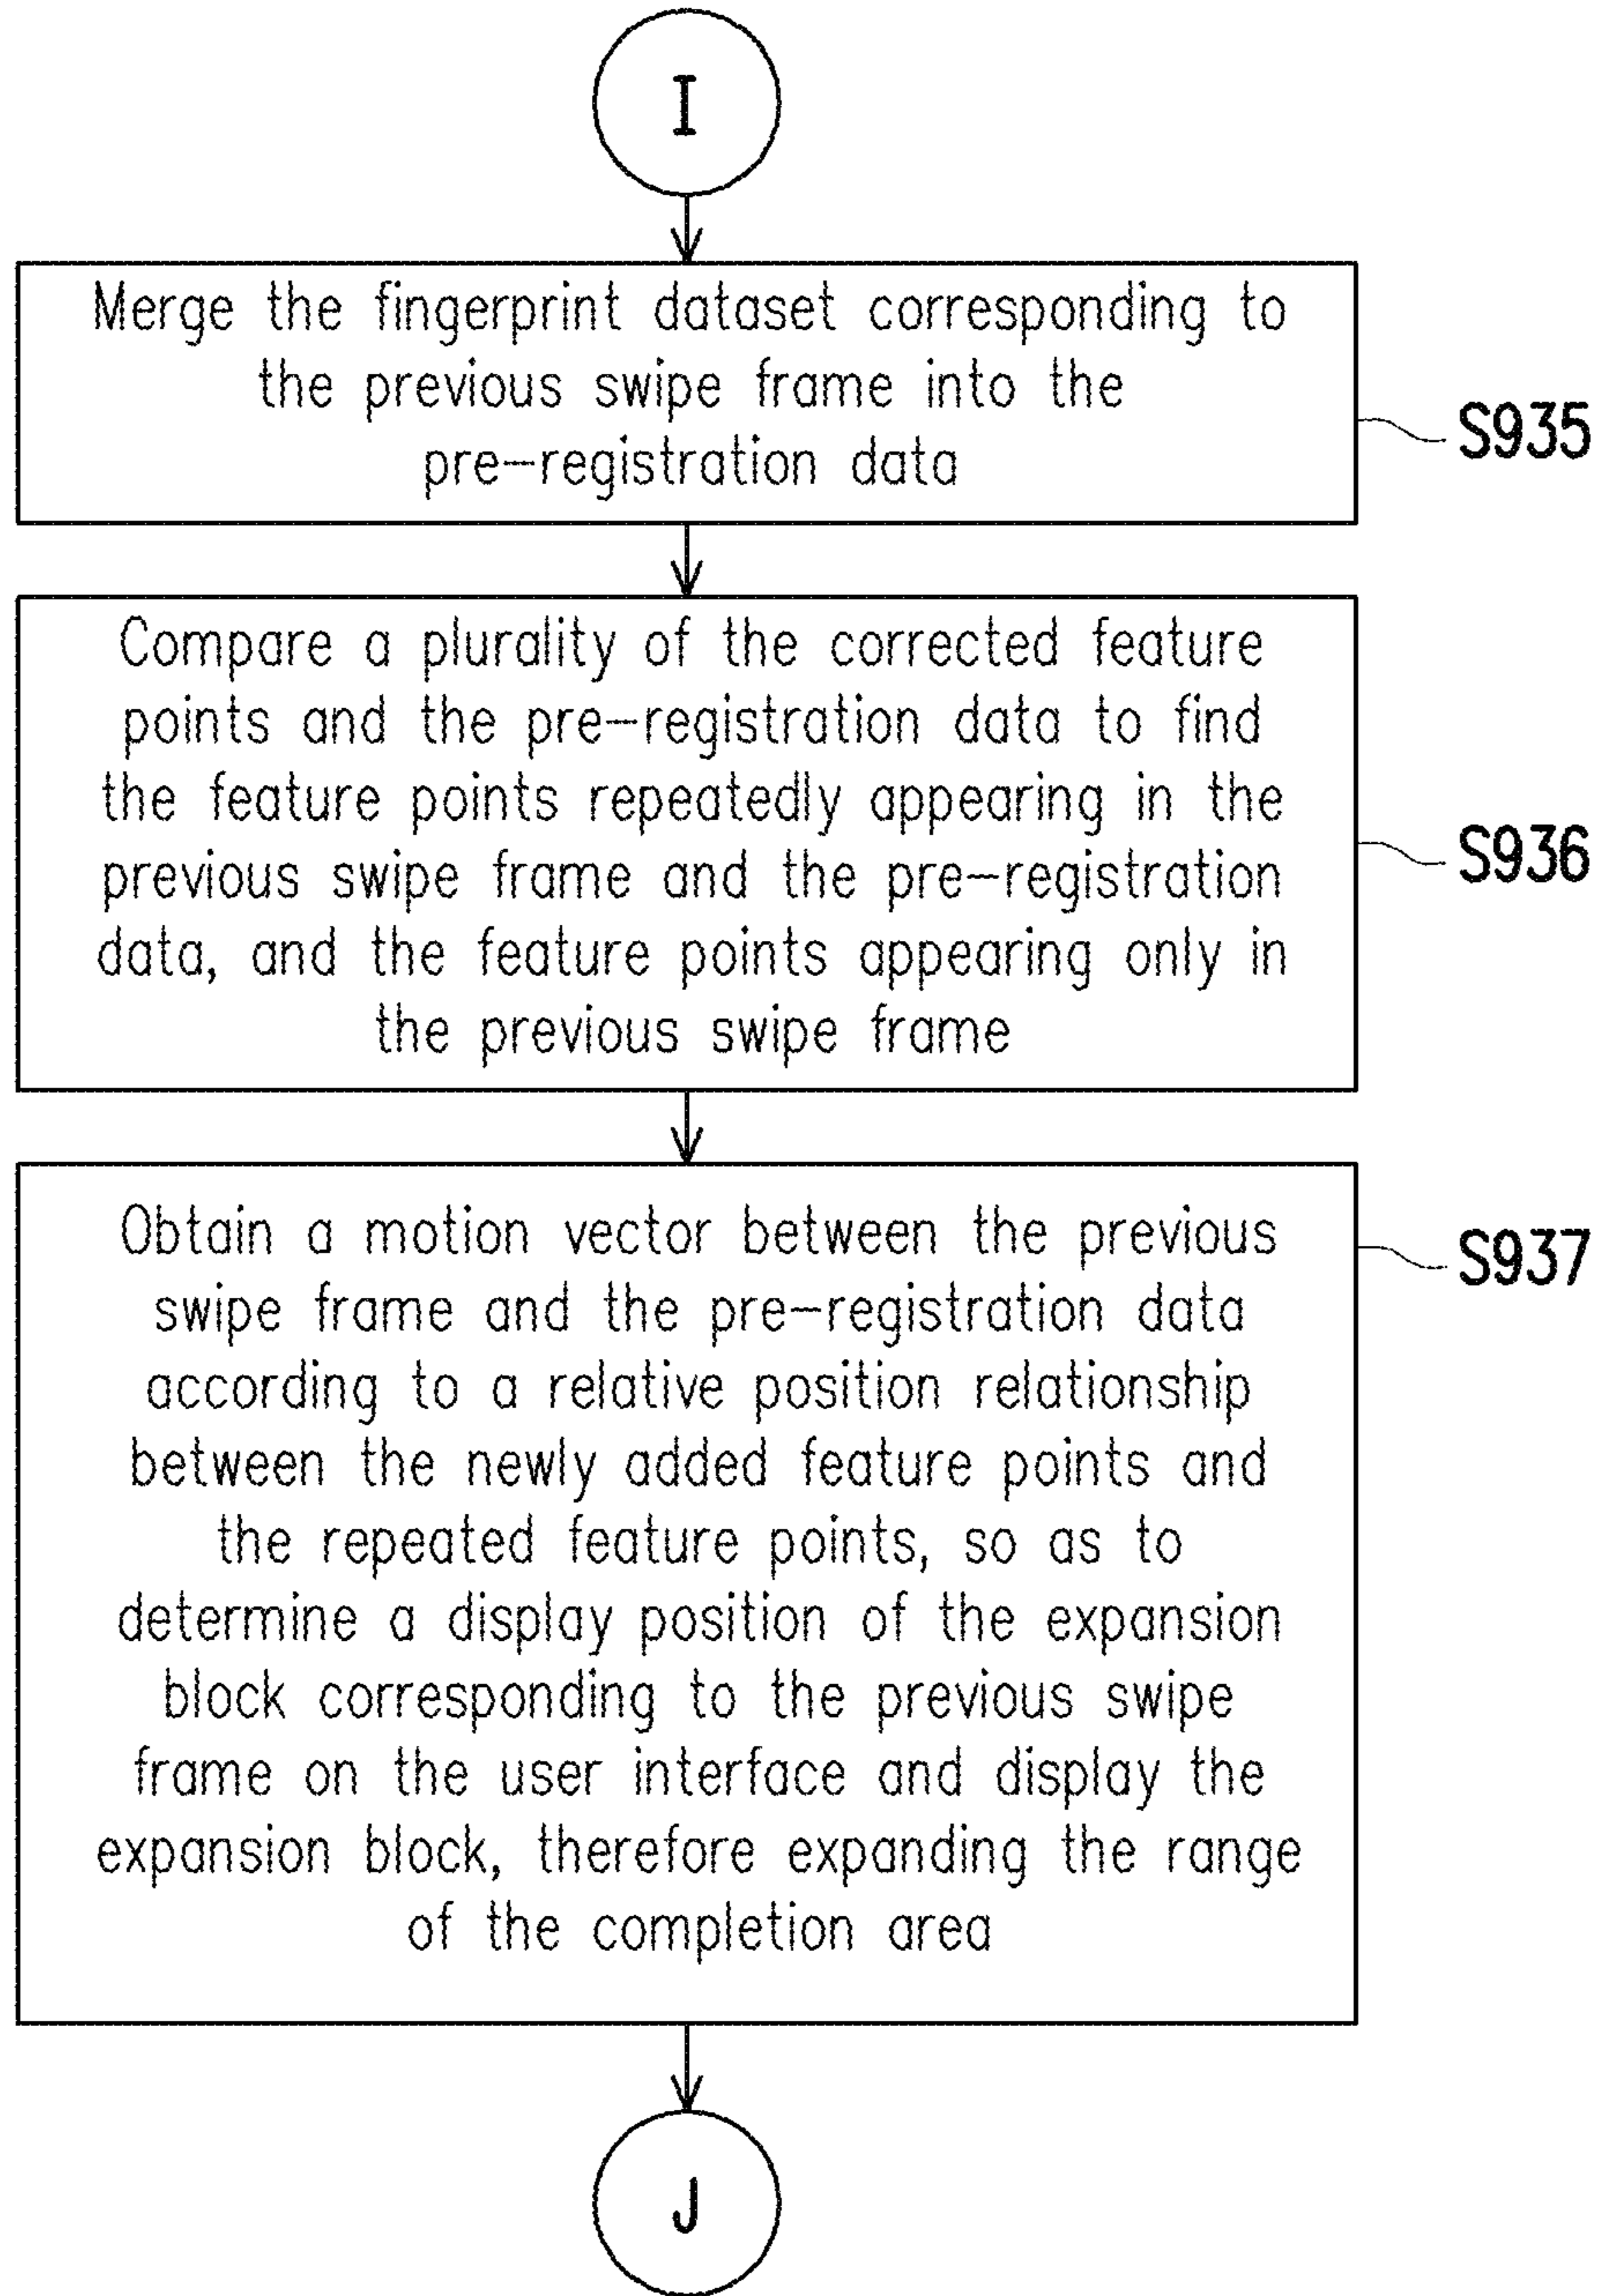 I
Merge the fingerprint dataset corresponding to
the previous swipe frame into the
pre-registration data
S935
Compare a plurality of the corrected feature
points and the pre-registration data to find
the feature points repeatedly appearing in the
previous swipe frame and the pre-registration
data, and the feature points appearing only in
the previous swipe frame
S936
Obtain a motion vector between the previous
swipe frame and the pre-registration data
according to a relative position relationship
between the newly added feature points and
the repeated feature points, so as to
determine a display position of the expansion
block corresponding to the previous swipe
frame on the user interface and display the
expansion block, therefore expanding the range
of the completion area
S937
J